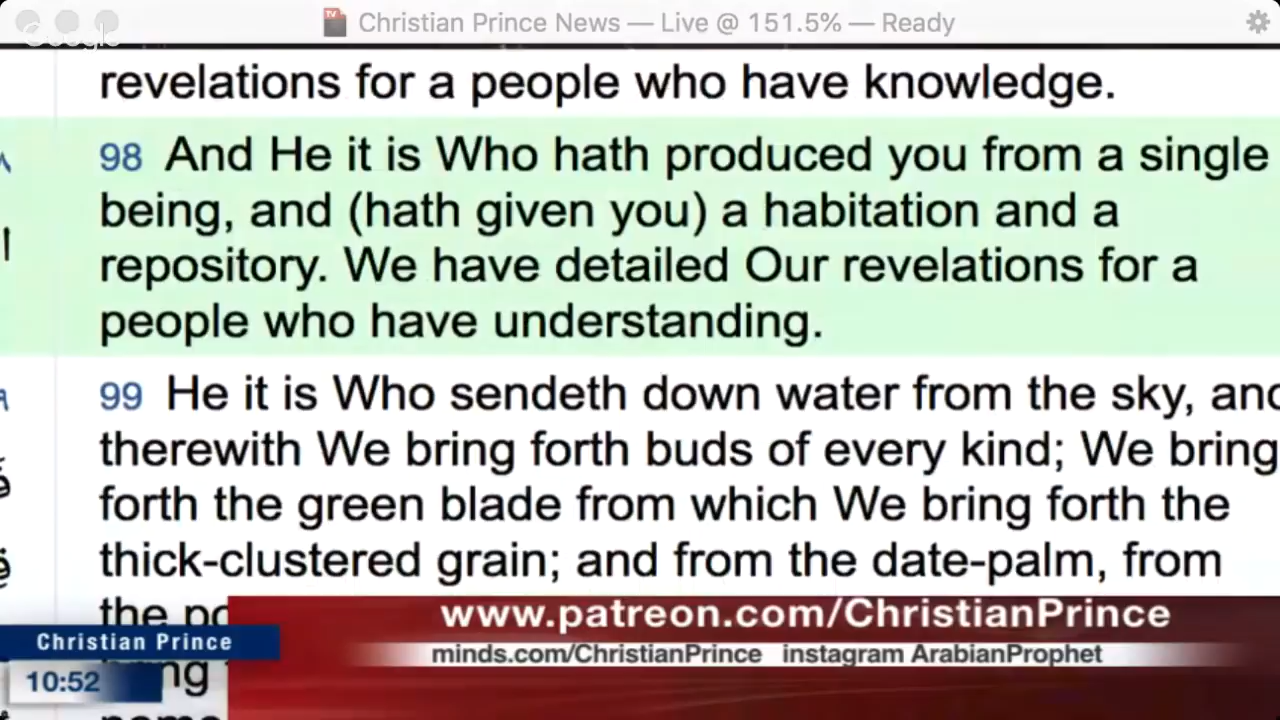 Christian Prince News — Live @ 151.5% — Ready
Google
revelations for a people who have knowledge.
98 And He it is Who hath produced you from a single
being, and (hath given you) a habitation and a
repository. We have detailed Our revelations for a
people who have understanding.
99 He it is Who sendeth down water from the sky, and
therewith We bring forth buds of every kind; We bring
forth the green blade from which We bring forth the
thick-clustered grain; and from the date-palm, from
the
www.patreon.com/ChristianPrince
Christian Prince
minds.com/ChristianPrince instagram ArabianProphet
10:52